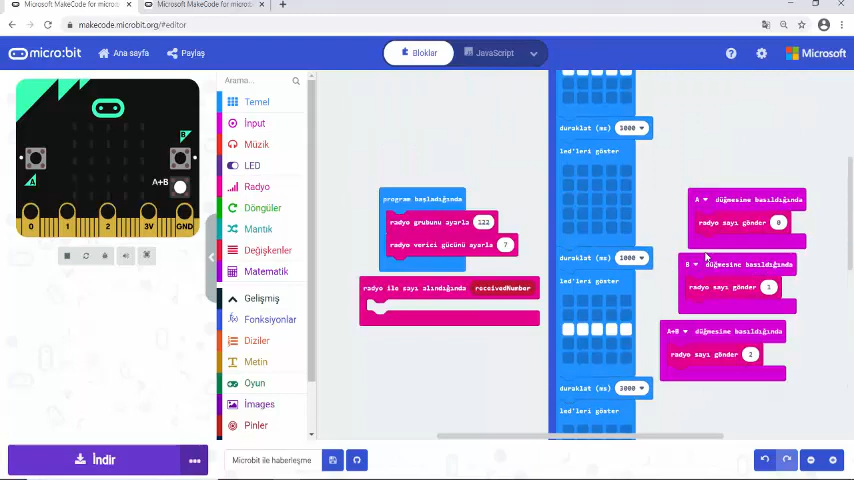 Microsoft MakeCode for micro:b
Microsoft MakeCode for micro:bit
makecode.microbit.org/#editor
micro:bit
Ana sayfa
Paylaş
Bloklar
JavaScript
Microsoft
Arama...
Temel
Input
Müzik
LED
Radyo
Döngüler
Mantık
Değişkenler
Matematik
Gelişmiş
Fonksiyonlar
Diziler
Metin
Oyun
Images
Pinler
A
B
A+B
0
1
2
3V
GND
program başladığında
radyo grubunu ayarla 122
radyo verici gücünü ayarla 7
radyo ile sayı alındığında receivedNumber
duraklat (ms) 3000
led'leri göster
duraklat (ms) 1000
led'leri göster
duraklat (ms) 3000
led'leri göster
A düğmesine basıldığında
radyo sayı gönder 0
B düğmesine basıldığında
radyo sayı gönder 1
A+B düğmesine basıldığında
radyo sayı gönder 2
İndir
Microbit ile haberleşme